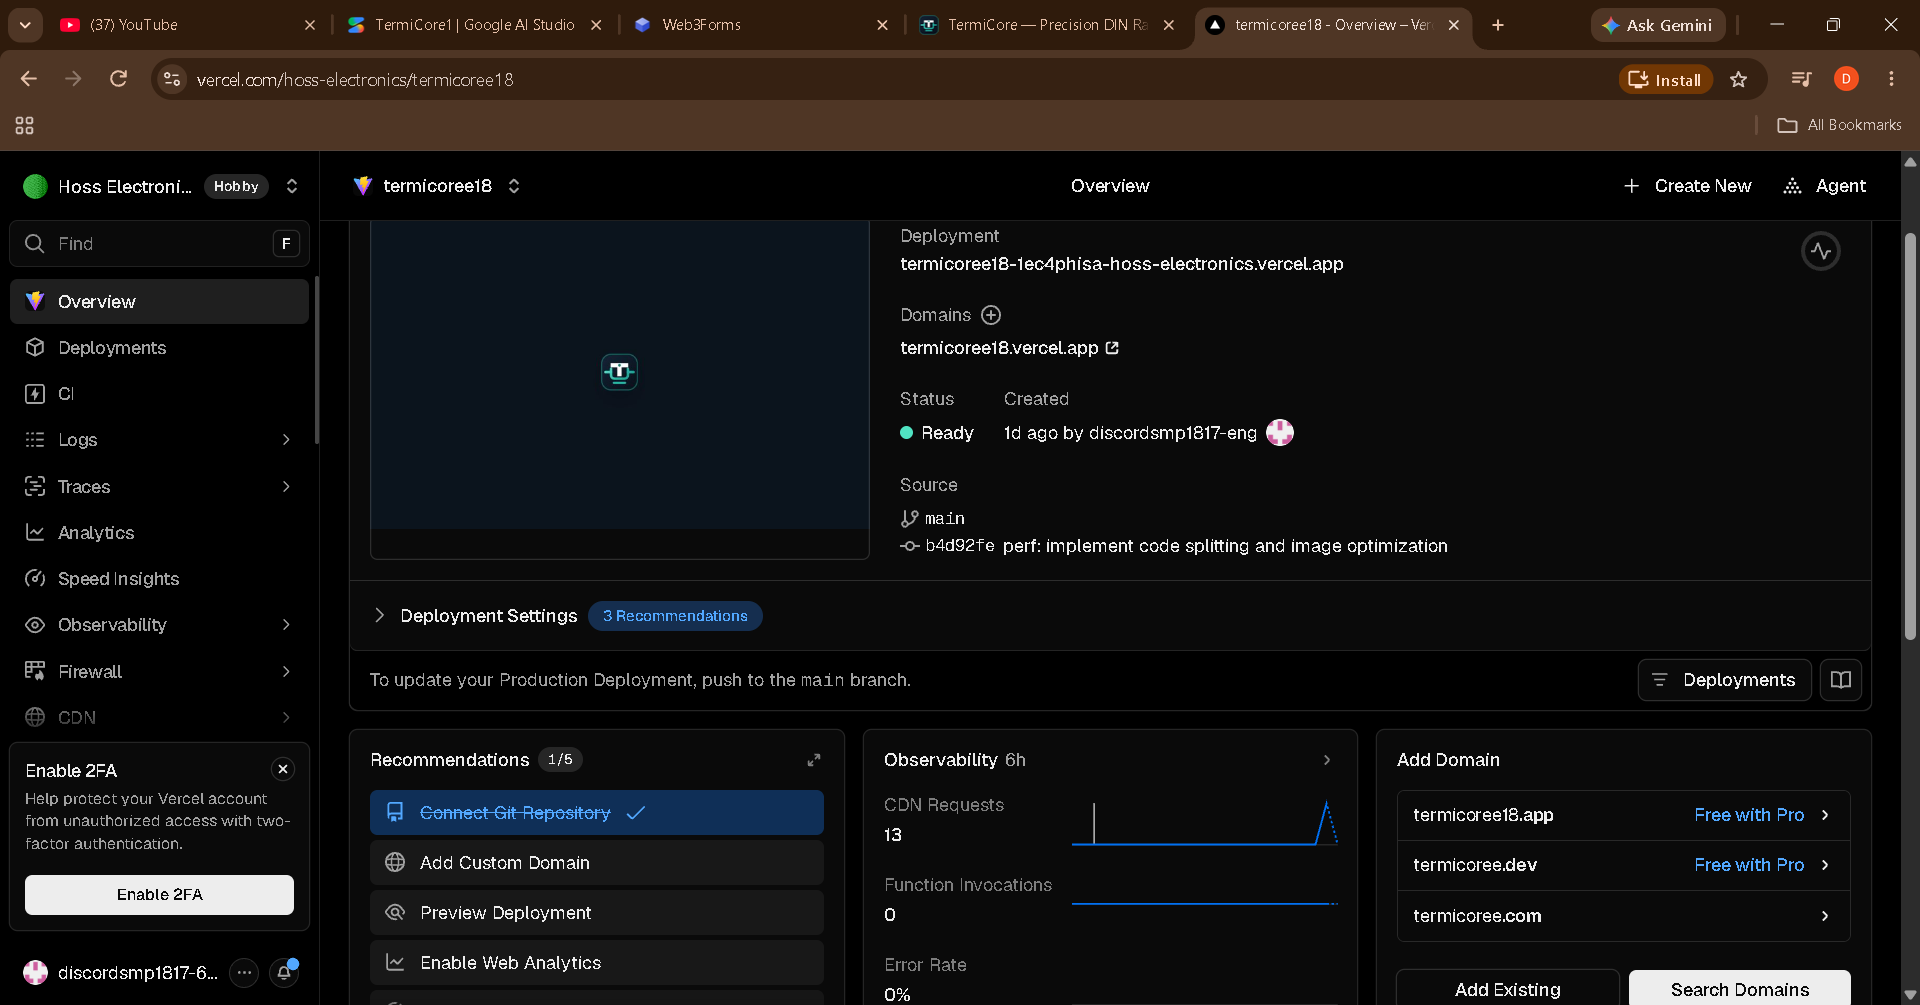 (37) YouTube
TermiCore1 | Google AI Studio
Web3Forms
TermiCore — Precision DIN Ra
termicoree18 - Overview – Ver
Ask Gemini
vercel.com/hoss-electronics/termicoree18
Install
D
All Bookmarks
Hoss Electroni...
Hobby
termicoree18
Overview
Create New
Agent
Find
F
Overview
Deployments
CI
Logs
Traces
Analytics
Speed Insights
Observability
Firewall
CDN
Enable 2FA
Help protect your Vercel account
from unauthorized access with two-
factor authentication.
Enable 2FA
discordsmp1817-6...
Deployment
termicoree18-1ec4phisa-hoss-electronics.vercel.app
Domains
termicoree18.vercel.app
Status
Created
Ready
1d ago by discordsmp1817-eng
Source
main
b4d92fe perf: implement code splitting and image optimization
Deployment Settings
3 Recommendations
To update your Production Deployment, push to the main branch.
Deployments
Recommendations
1/5
Connect Git Repository
Add Custom Domain
Preview Deployment
Enable Web Analytics
Observability 6h
CDN Requests
13
Function Invocations
0
Error Rate
0%
Add Domain
termicoree18.app
Free with Pro
termicoree.dev
Free with Pro
termicoree.com
Add Existing
Search Domains